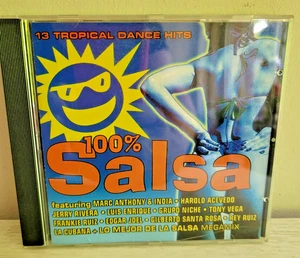 13 TROPICAL DANCE HITS
100%
Salsa
featuring MARC ANTHONY & INDIA • HAROLD ACEVEDO
JERRY RIVERA • LUIS ENRIQUE • GRUPO NICHE • TONY VEGA
FRANKIE RUIZ • EDGAR JOEL • GILBERTO SANTA ROSA • REY RUIZ
LA CUBANA + LO MEJOR DE LA SALSA MEGAMIX